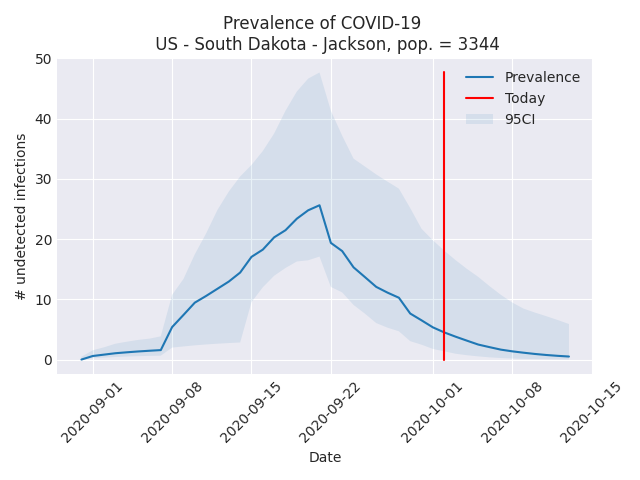 Prevalence of COVID-19
US - South Dakota - Jackson, pop. = 3344
# undetected infections
50
40
30
20
10
0
Prevalence
Today
95CI
2020-09-01
2020-09-08
2020-09-15
2020-09-22
2020-10-01
2020-10-08
2020-10-15
Date